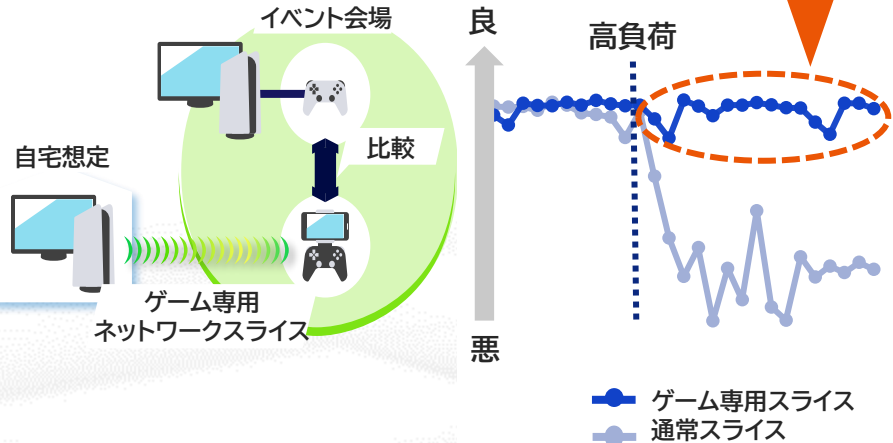 イベント会場
比較
自宅想定
ゲーム専用
ネットワークスライス
良
高負荷
悪
ゲーム専用スライス
通常スライス